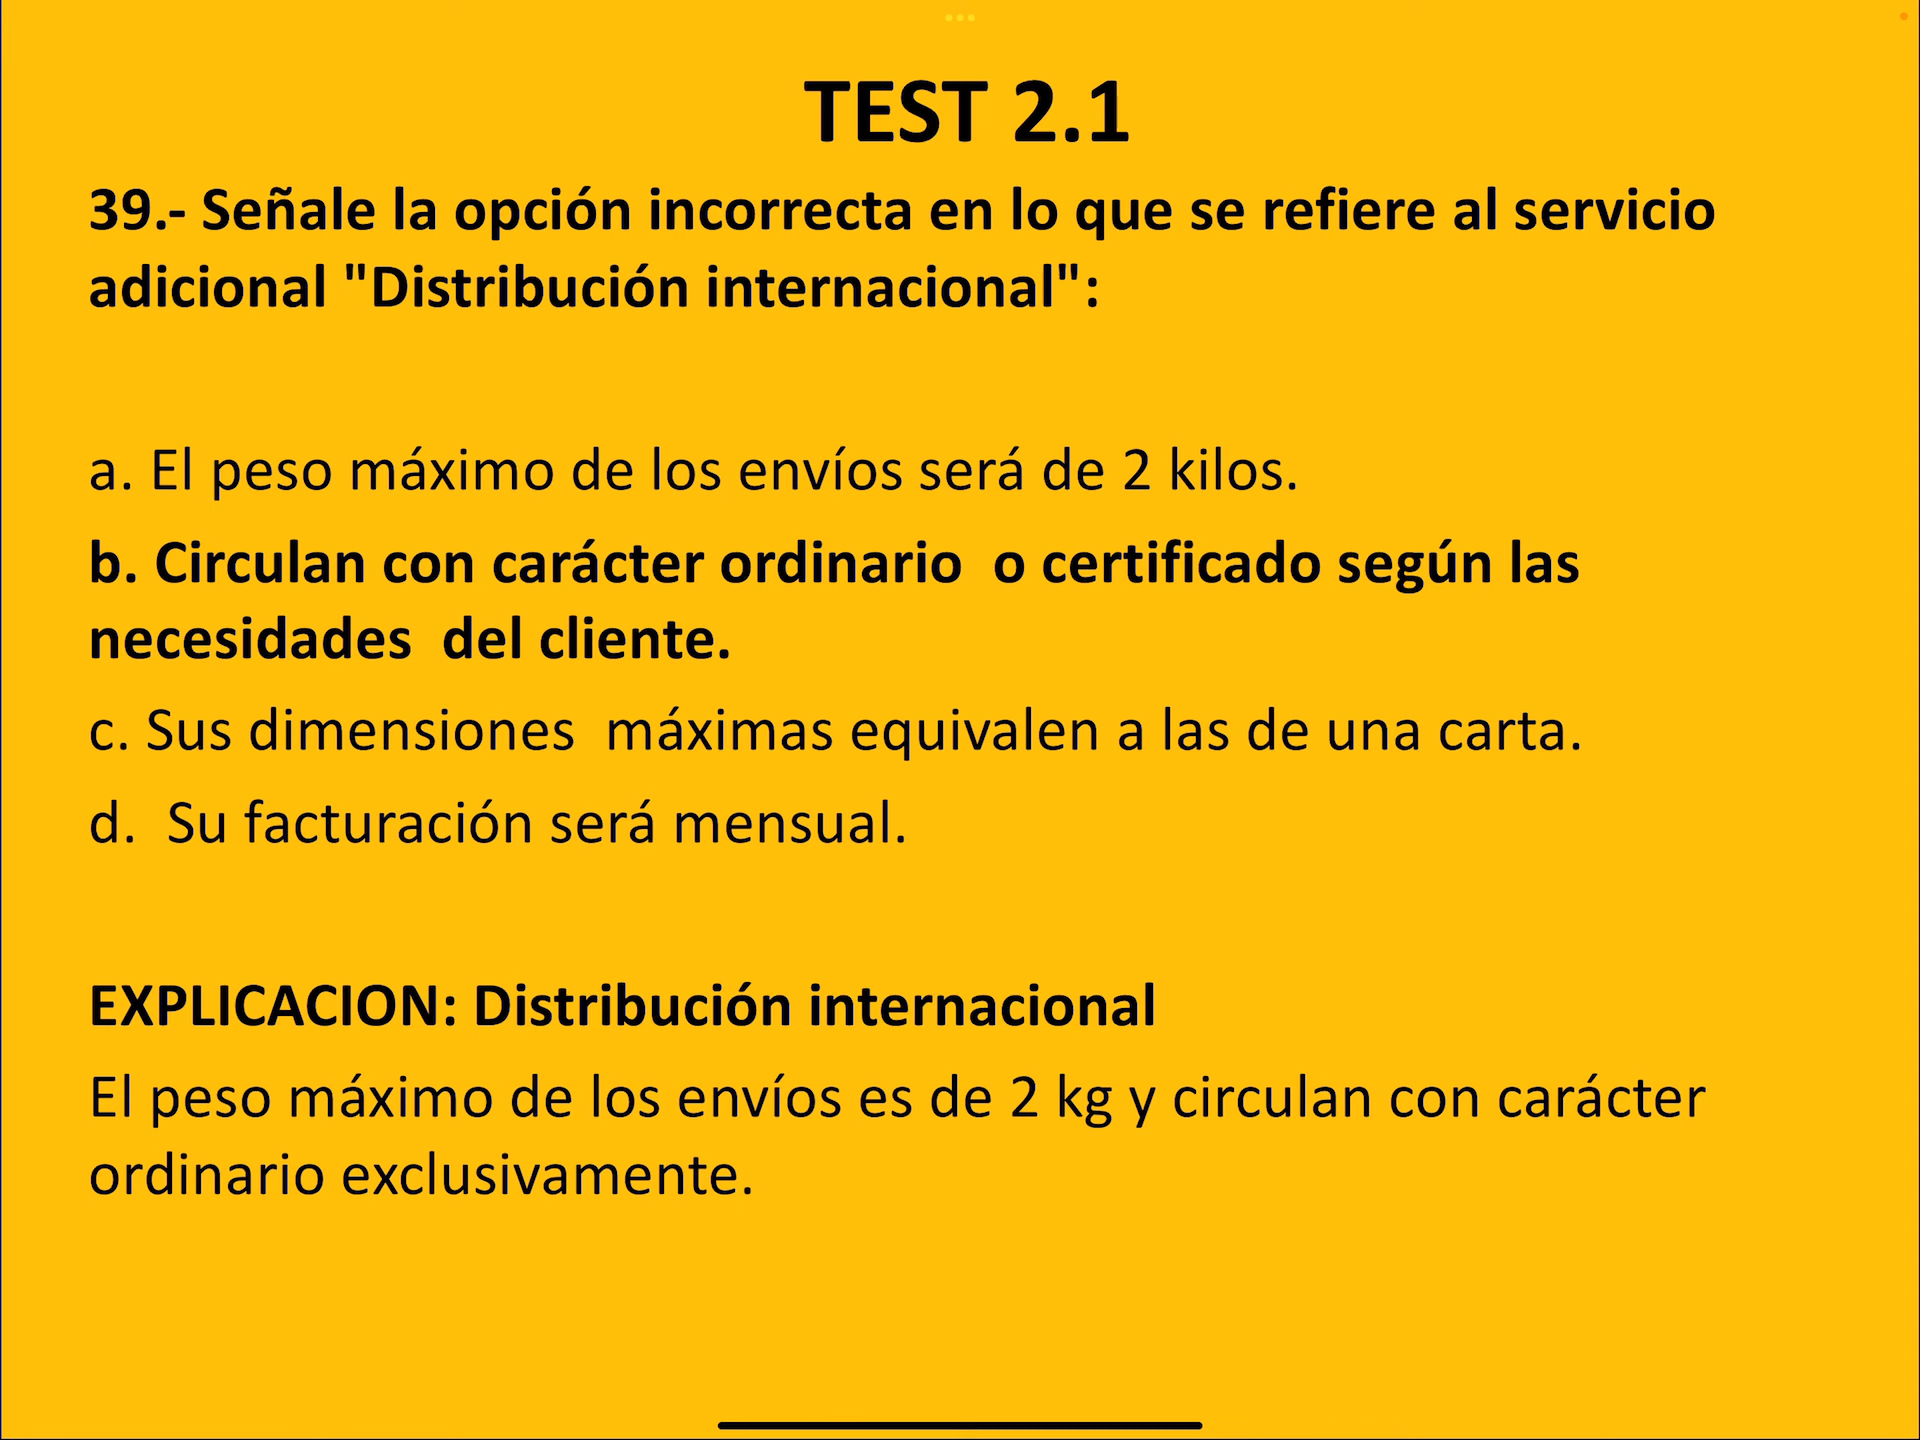 TEST 2.1
39.- Señale la opción incorrecta en lo que se refiere al servicio
adicional "Distribución internacional":
a. El peso máximo de los envíos será de 2 kilos.
b. Circulan con carácter ordinario  o certificado según las
necesidades  del cliente.
c. Sus dimensiones  máximas equivalen a las de una carta.
d.  Su facturación será mensual.
EXPLICACION: Distribución internacional
El peso máximo de los envíos es de 2 kg y circulan con carácter
ordinario exclusivamente.